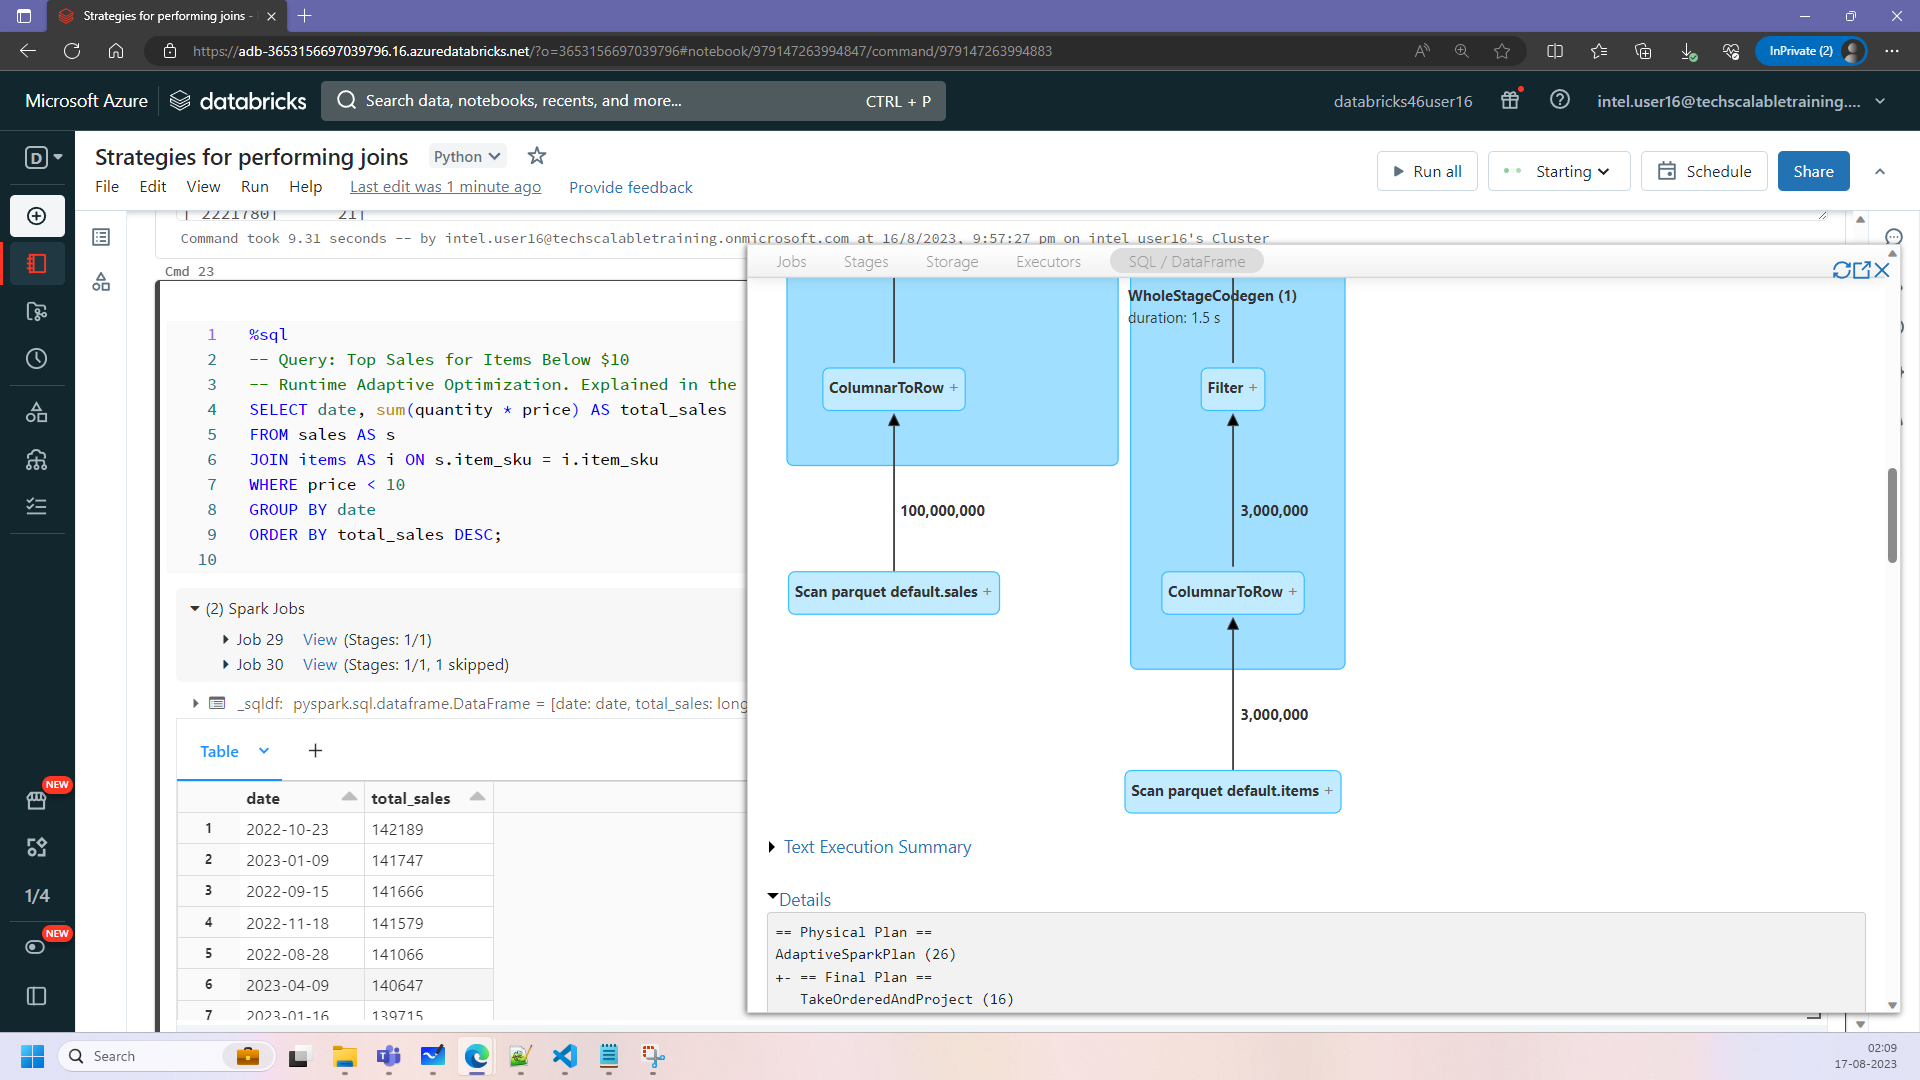 Strategies for performing joins -
https://adb-3653156697039796.16.azuredatabricks.net/?o=3653156697039796#notebook/979147263994847/command/979147263994883
InPrivate (2)
Microsoft Azure
databricks
Search data, notebooks, recents, and more...
CTRL + P
databricks46user16
intel.user16@techscalabletraining....
D
Strategies for performing joins
Python
File
Edit
View
Run
Help
Last edit was 1 minute ago
Provide feedback
Run all
Starting
Schedule
Share
| 2221780| 21|
Command took 9.31 seconds -- by intel.user16@techscalabletraining.onmicrosoft.com at 16/8/2023, 9:57:27 pm on intel user16's Cluster
Cmd 23
1 %sql
2 -- Query: Top Sales for Items Below $10
3 -- Runtime Adaptive Optimization. Explained in the
4 SELECT date, sum(quantity * price) AS total_sales
5 FROM sales AS s
6 JOIN items AS i ON s.item_sku = i.item_sku
7 WHERE price < 10
8 GROUP BY date
9 ORDER BY total_sales DESC;
10
(2) Spark Jobs
Job 29 View (Stages: 1/1)
Job 30 View (Stages: 1/1, 1 skipped)
_sqldf: pyspark.sql.dataframe.DataFrame = [date: date, total_sales: long
Table
+
date total_sales
1 2022-10-23 142189
2 2023-01-09 141747
3 2022-09-15 141666
4 2022-11-18 141579
5 2022-08-28 141066
6 2023-04-09 140647
7 2023-01-16 139715
NEW
1/4
NEW
Jobs
Stages
Storage
Executors
SQL / DataFrame
WholeStageCodegen (1)
duration: 1.5 s
ColumnarToRow +
Filter +
100,000,000
3,000,000
Scan parquet default.sales +
ColumnarToRow +
3,000,000
Scan parquet default.items +
Text Execution Summary
Details
== Physical Plan ==
AdaptiveSparkPlan (26)
+- == Final Plan ==
TakeOrderedAndProject (16)
Search
02:09
17-08-2023